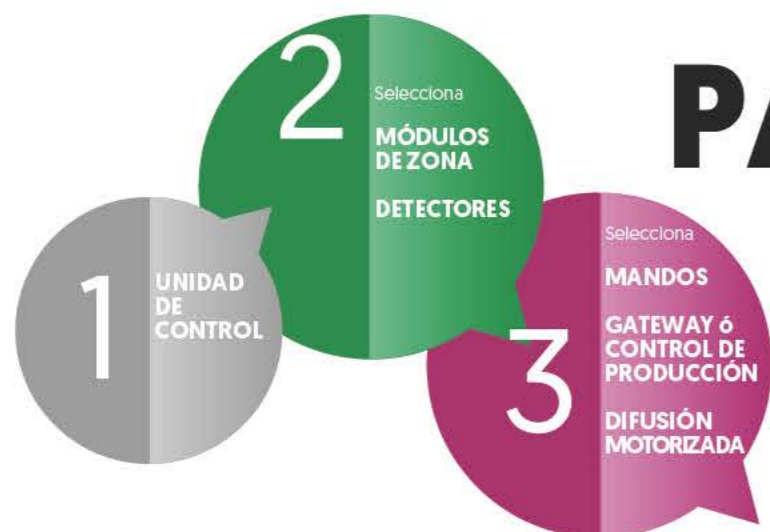 1
UNIDAD
DE
CONTROL
2
Selecciona
MÓDULOS
DE ZONA
DETECTORES
3
Selecciona
MANDOS
GATEWAY ó
CONTROL DE
PRODUCCIÓN
DIFUSIÓN
MOTORIZADA
PA